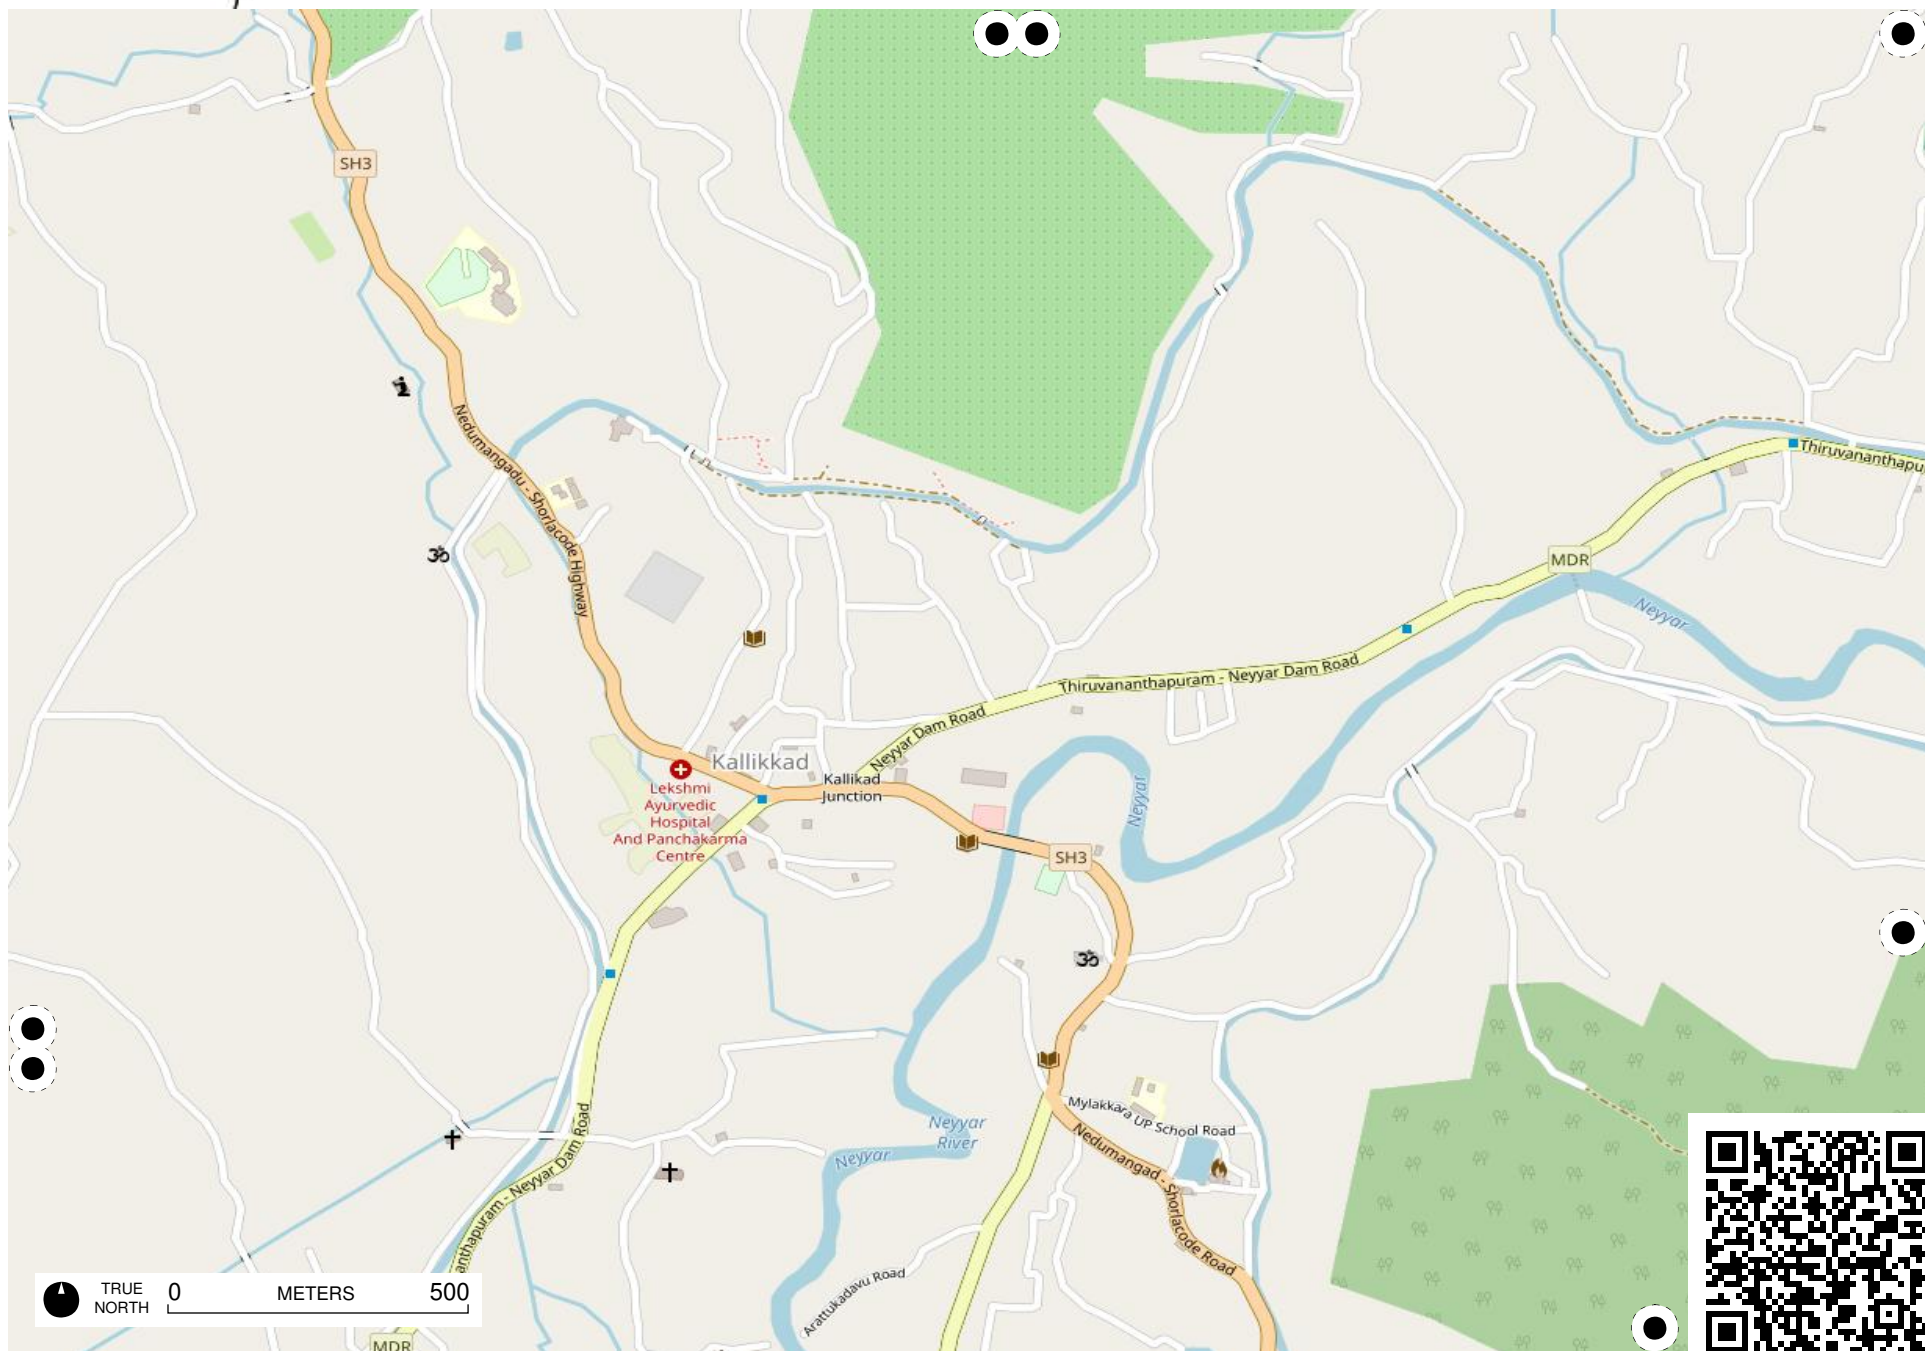 SH3
Nedumangadu - Shorlacode Highway
Thiruvananthapu
MDR
Neyyar
Thiruvananthapuram - Neyyar Dam Road
Neyyar Dam Road
Kallikkad
Kallikad
Junction
Lekshmi
Ayurvedic
Hospital
And Panchakarma
Centre
Neyyar
SH3
ॐ
ॐ
Mylakkara UP School Road
Neyyar
River
Neyyar
Nedumangad - Shorlacode Road
anthapuram - Neyyar Dam Road
Arattukadavu Road
TRUE
NORTH
0 METERS 500
MDR